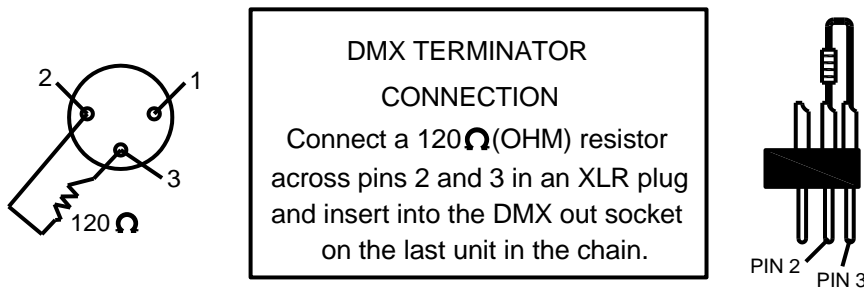 2
1
3
120 Ω
DMX TERMINATOR
CONNECTION
Connect a 120Ω(OHM) resistor
across pins 2 and 3 in an XLR plug
and insert into the DMX out socket
on the last unit in the chain.
PIN 2
PIN 3